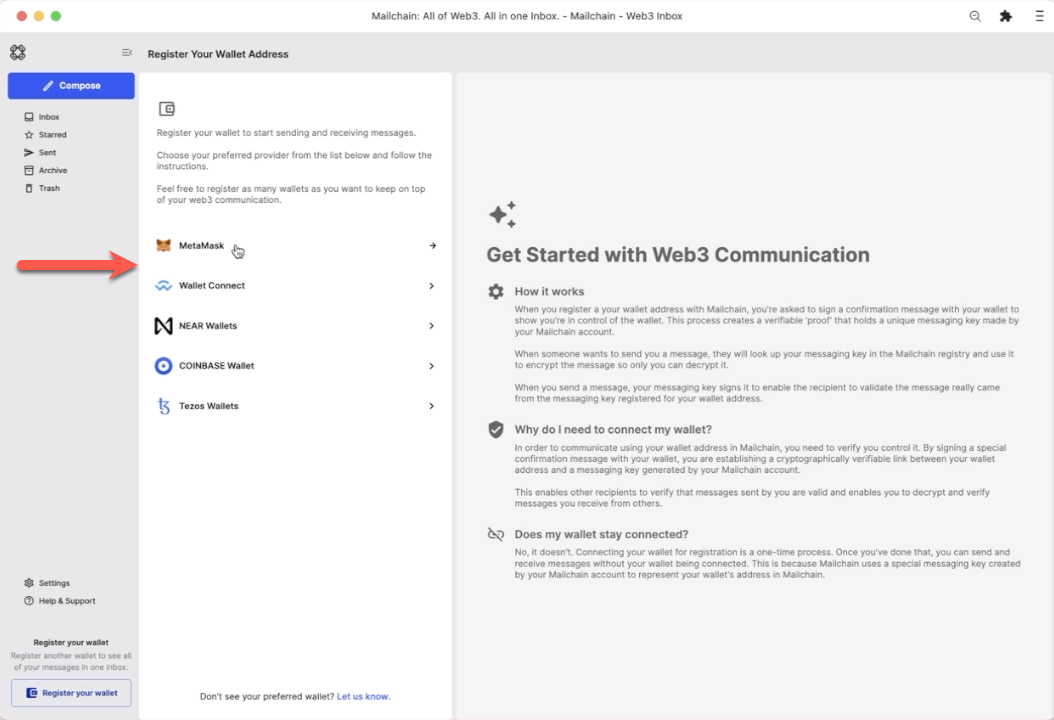 Mailchain: All of Web3. All in one Inbox. - Mailchain - Web3 Inbox
Register Your Wallet Address
Compose
Inbox
Starred
Sent
Archive
Trash
Settings
Help & Support
Register your wallet
Register another wallet to see all
of your messages in one inbox.
Register your wallet
Register your wallet to start sending and receiving messages.
Choose your preferred provider from the list below and follow the
instructions.
Feel free to register as many wallets as you want to keep on top
of your web3 communication.
MetaMask
Wallet Connect
NEAR Wallets
COINBASE Wallet
Tezos Wallets
Don't see your preferred wallet? Let us know.
Get Started with Web3 Communication
How it works
When you register a your wallet address with Mailchain, you're asked to sign a confirmation message with your wallet to
show you're in control of the wallet. This process creates a verifiable 'proof' that holds a unique messaging key made by
your Mailchain account.
When someone wants to send you a message, they will look up your messaging key in the Mailchain registry and use it
to encrypt the message so only you can decrypt it.
When you send a message, your messaging key signs it to enable the recipient to validate the message really came
from the messaging key registered for your wallet address.
Why do I need to connect my wallet?
In order to communicate using your wallet address in Mailchain, you need to verify you control it. By signing a special
confirmation message with your wallet, you are establishing a cryptographically verifiable link between your wallet
address and a messaging key generated by your Mailchain account.
This enables other recipients to verify that messages sent by you are valid and enables you to decrypt and verify
messages you receive from others.
Does my wallet stay connected?
No, it doesn't. Connecting your wallet for registration is a one-time process. Once you've done that, you can send and
receive messages without your wallet being connected. This is because Mailchain uses a special messaging key created
by your Mailchain account to represent your wallet's address in Mailchain.